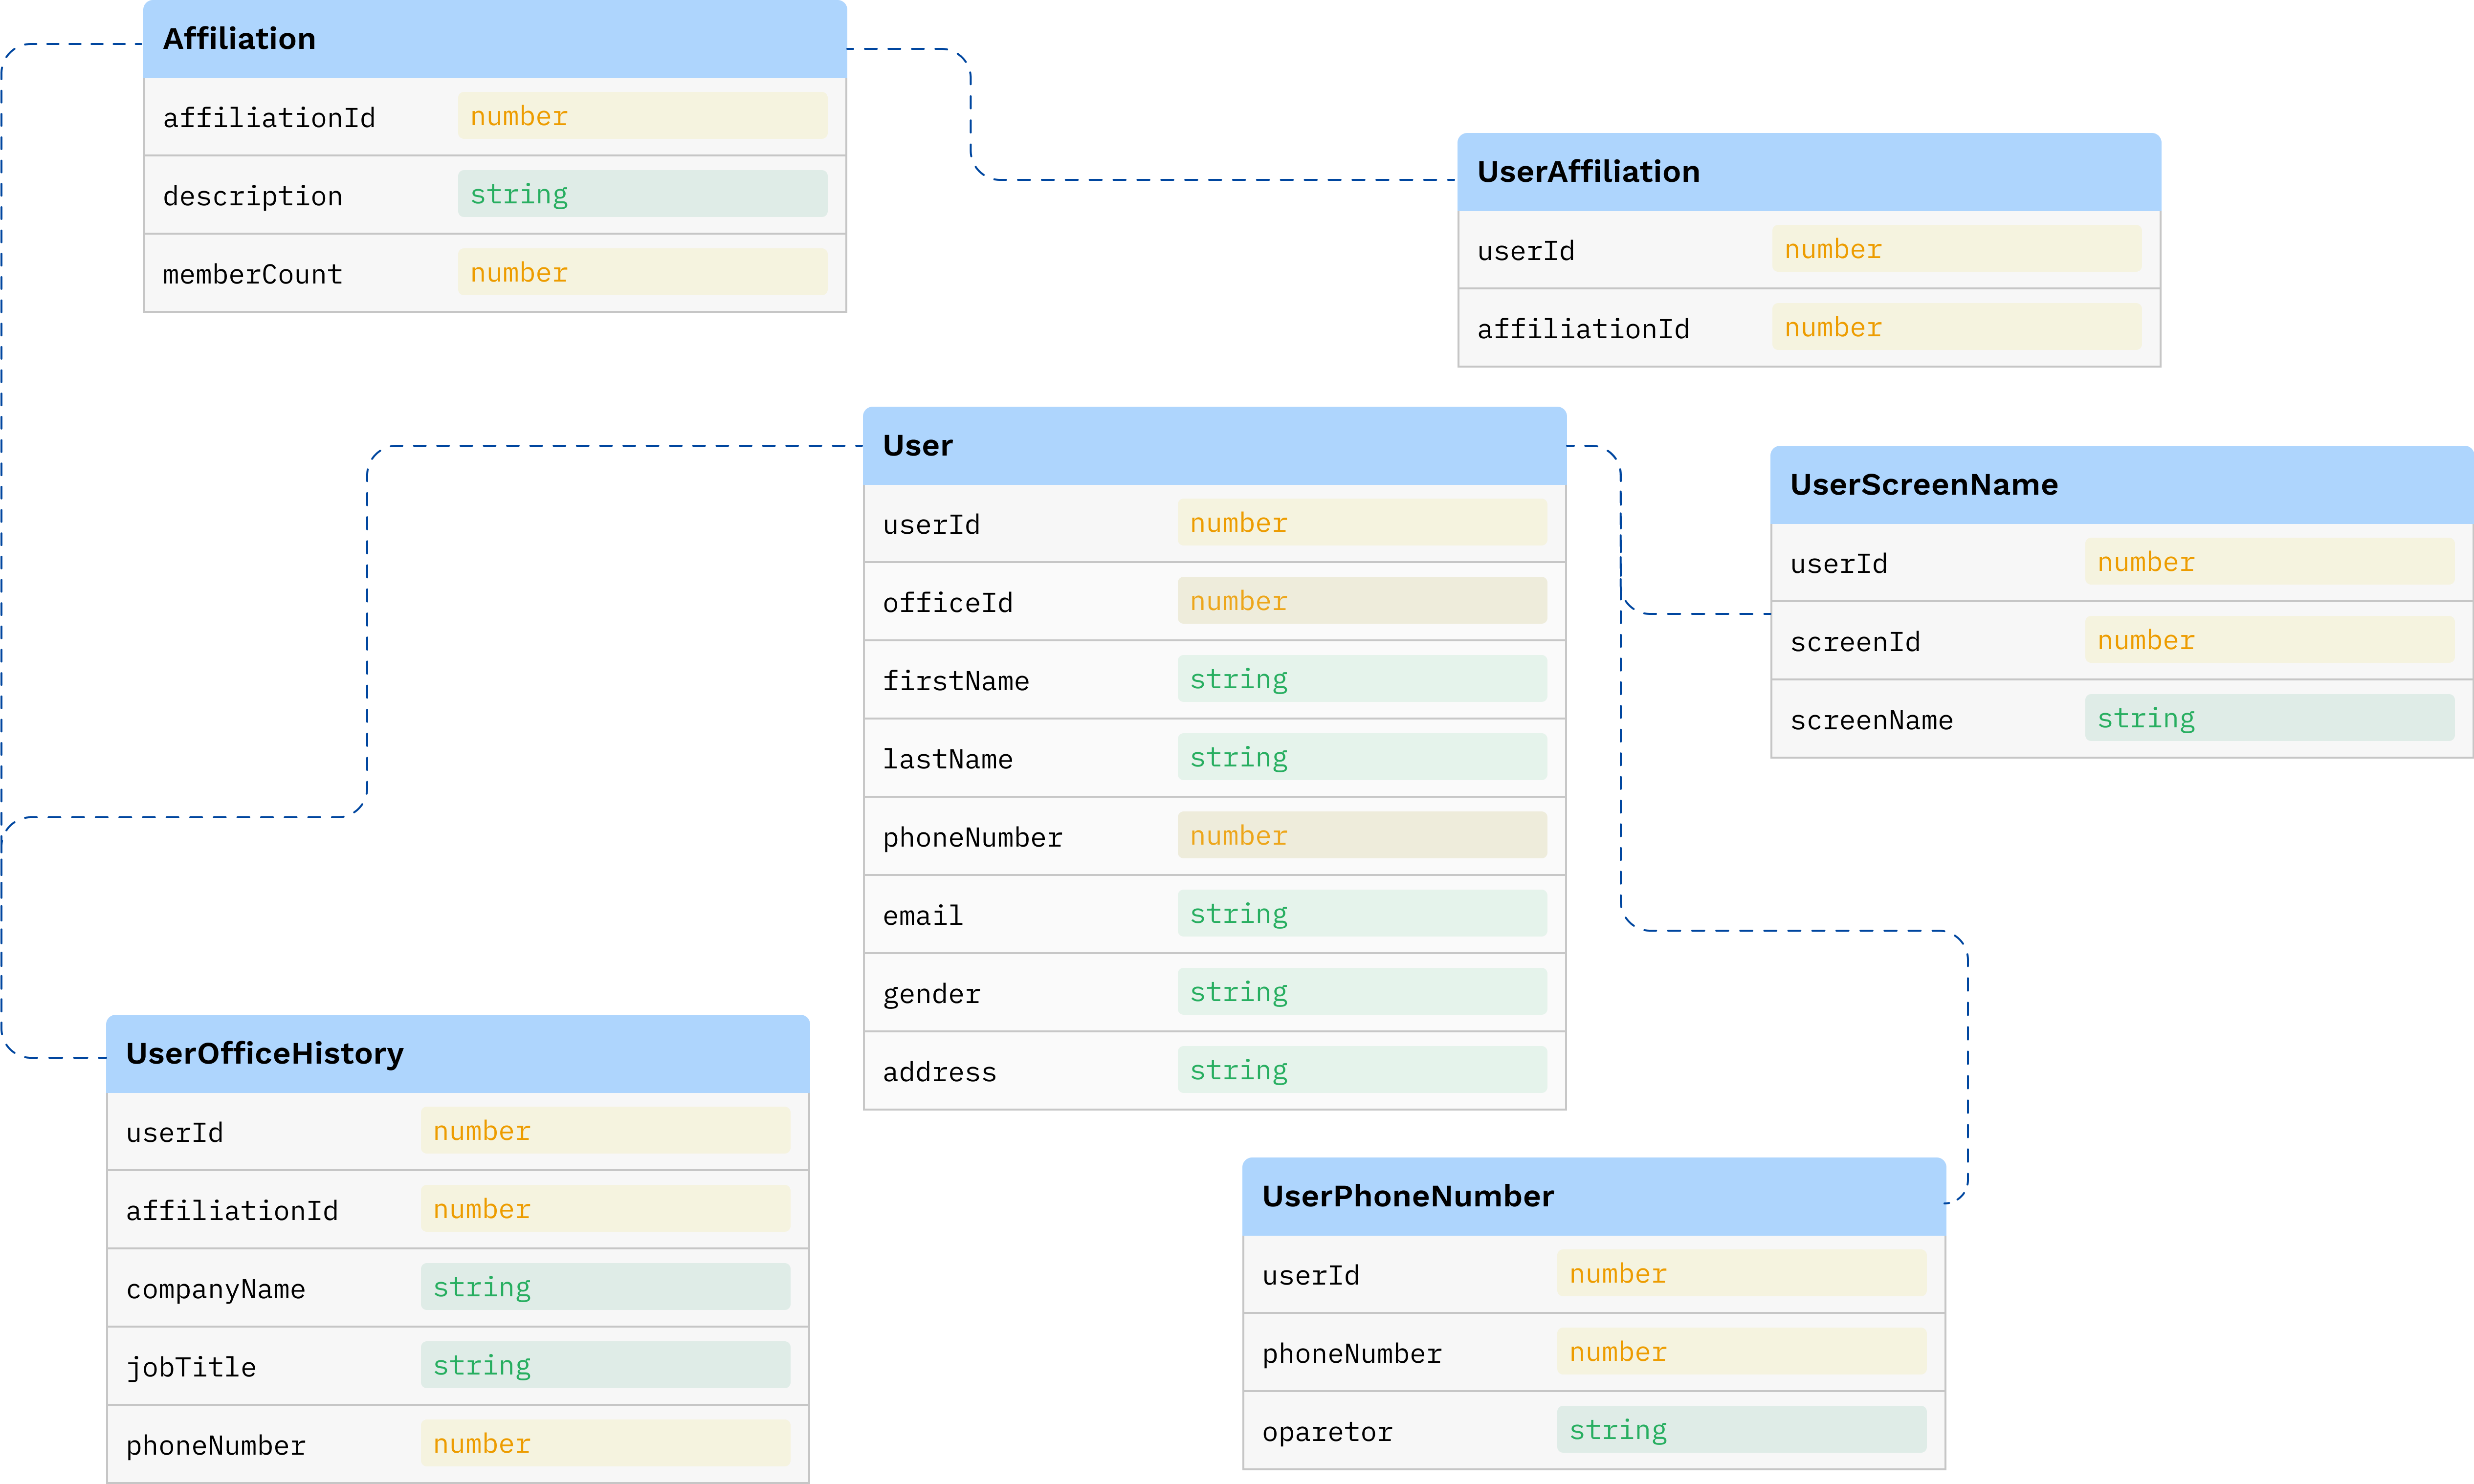 Affiliation
affiliationId number
description string
memberCount number
UserAffiliation
userId number
affiliationId number
User
userId number
officeId number
firstName string
lastName string
phoneNumber number
email string
gender string
address string
UserScreenName
userId number
screenId number
screenName string
UserOfficeHistory
userId number
affiliationId number
companyName string
jobTitle string
phoneNumber number
UserPhoneNumber
userId number
phoneNumber number
oparetor string